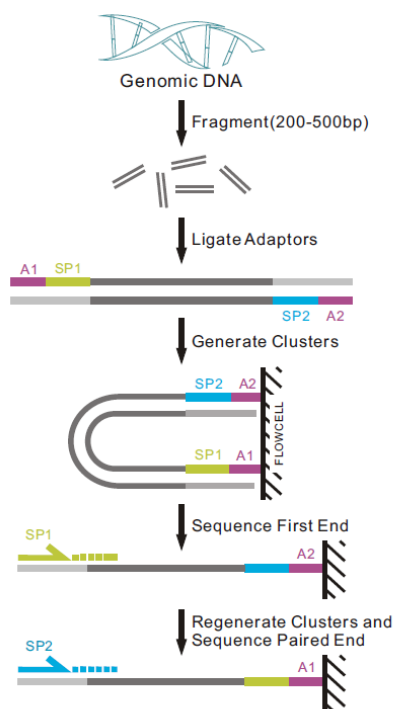 Genomic DNA
Fragment(200-500bp)
Ligate Adaptors
A1 SP1
SP2 A2
Generate Clusters
SP2 A2
FLOWCELL
SP1 A1
Sequence First End
SP1
A2
Regenerate Clusters and
Sequence Paired End
SP2
A1